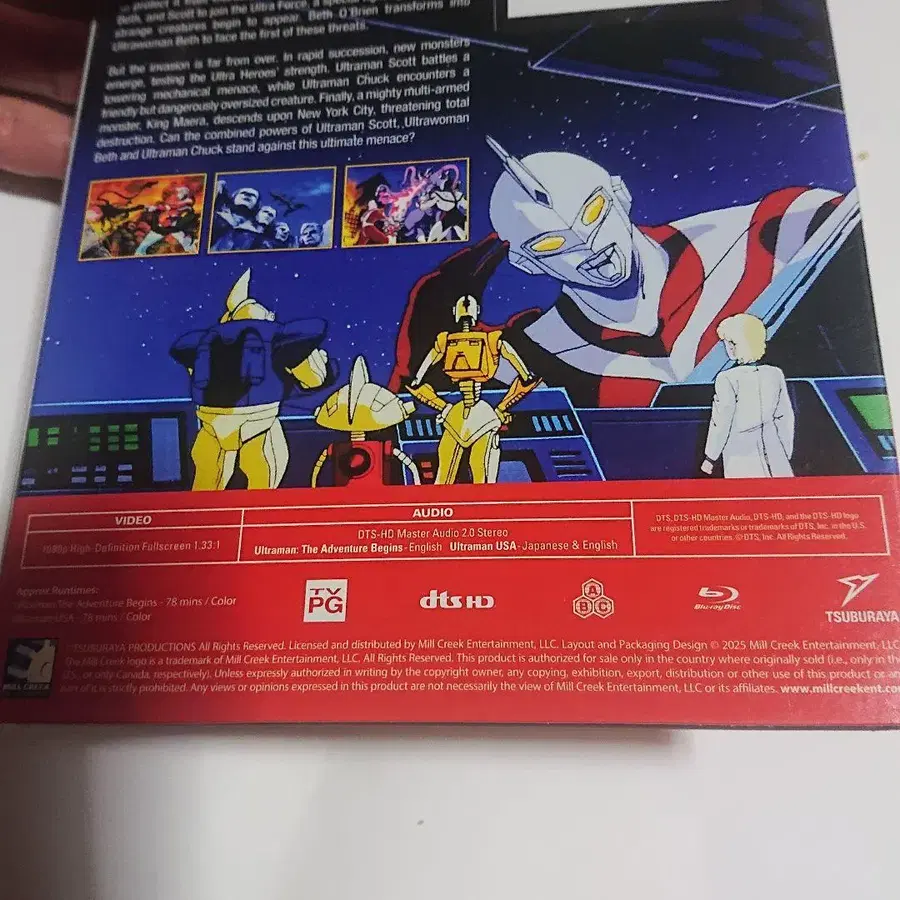 Beth, and Scott to join the Ultra Force, a
strange creatures begin to appear. Beth O'Brien transforms into
Ultrawoman Beth to face the first of these threats.
But the invasion is far from over. In rapid succession, new monsters
emerge, testing the Ultra Heroes' strength. Ultraman Scott battles a
towering mechanical menace, while Ultraman Chuck encounters a
friendly but dangerously oversized creature. Finally, a mighty multi-armed
monster, King Maera, descends upon New York City, threatening total
destruction. Can the combined powers of Ultraman Scott, Ultrawoman
Beth and Ultraman Chuck stand against this ultimate menace?
VIDEO
1080p High-Definition Fullscreen 1.33:1
AUDIO
DTS-HD Master Audio 2.0 Stereo
Ultraman: The Adventure Begins - English Ultraman USA - Japanese & English
DTS, DTS-HD Master Audio, DTS-HD, and the DTS-HD logo
are registered trademarks or trademarks of DTS, Inc. in the U.S.
or other countries. © DTS, Inc. All Rights Reserved.
Approx Runtimes:
Ultraman: The Adventure Begins - 78 mins / Color
Ultraman USA - 78 mins / Color
TV
PG
dts HD
A
B C
Blu-ray Disc
TSUBURAYA
MILL CREEK
TSUBURAYA PRODUCTIONS All Rights Reserved. Licensed and distributed by Mill Creek Entertainment, LLC. Layout and Packaging Design © 2025 Mill Creek Entertainment, LLC.
The Mill Creek logo is a trademark of Mill Creek Entertainment, LLC. All Rights Reserved. This product is authorized for sale only in the country where originally sold (i.e., only in the
U.S., or only Canada, respectively). Unless expressly authorized in writing by the copyright owner, any copying, exhibition, export, distribution or other use of this product or any
part of it is strictly prohibited. Any views or opinions expressed in this product are not necessarily the view of Mill Creek Entertainment, LLC or its affiliates. www.millcreekent.co